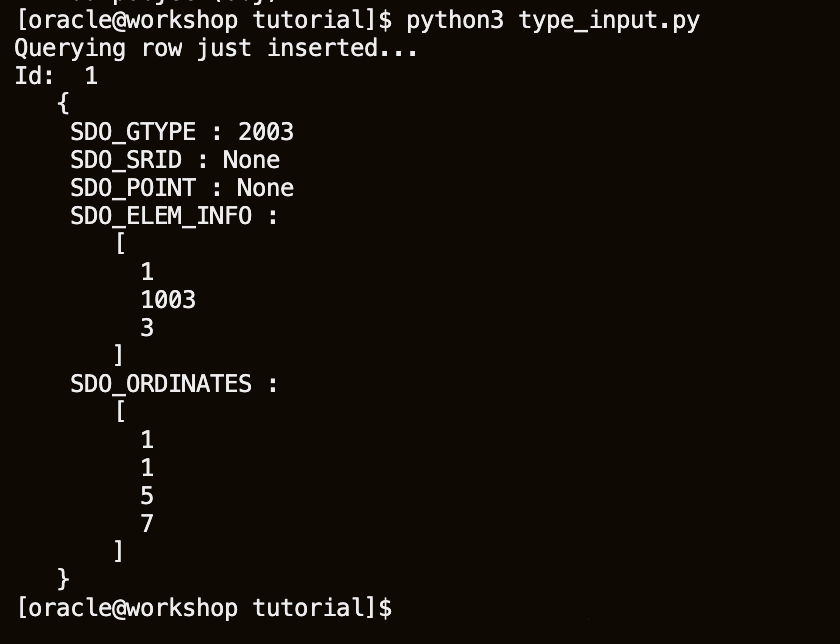 [oracle@workshop tutorial]$ python3 type_input.py
Querying row just inserted...
Id:  1
   {
    SDO_GTYPE : 2003
    SDO_SRID : None
    SDO_POINT : None
    SDO_ELEM_INFO :
       [
         1
         1003
         3
       ]
    SDO_ORDINATES :
       [
         1
         1
         5
         7
       ]
   }
[oracle@workshop tutorial]$